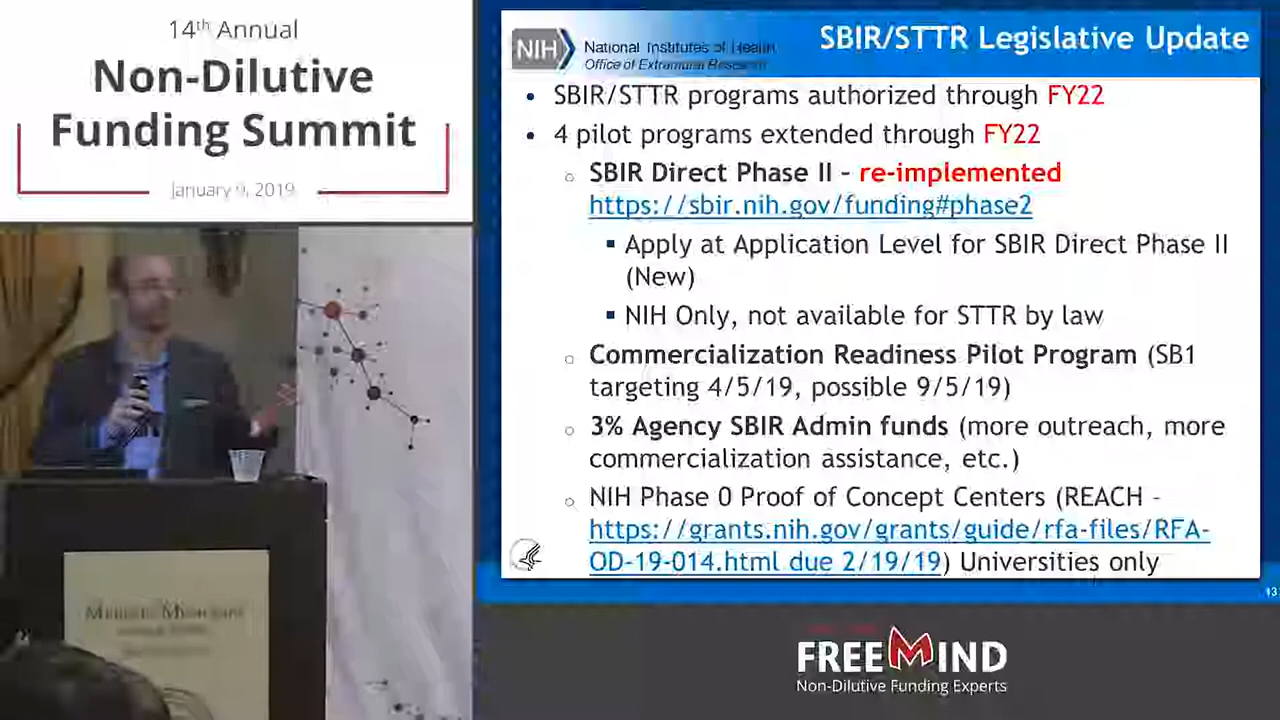 14th Annual
Non-Dilutive
Funding Summit
January 9, 2019
NIH
National Institutes of Health
Office of Extramural Research
SBIR/STTR Legislative Update
• SBIR/STTR programs authorized through FY22
• 4 pilot programs extended through FY22
○ SBIR Direct Phase II – re-implemented
https://sbir.nih.gov/funding#phase2
▪ Apply at Application Level for SBIR Direct Phase II
(New)
▪ NIH Only, not available for STTR by law
○ Commercialization Readiness Pilot Program (SB1
targeting 4/5/19, possible 9/5/19)
○ 3% Agency SBIR Admin funds (more outreach, more
commercialization assistance, etc.)
○ NIH Phase 0 Proof of Concept Centers (REACH –
https://grants.nih.gov/grants/guide/rfa-files/RFA-
OD-19-014.html due 2/19/19) Universities only
FREEMIND
Non-Dilutive Funding Experts